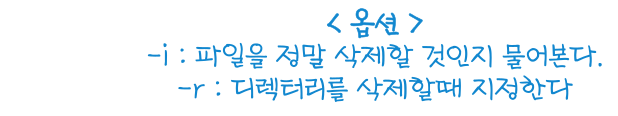 < 옵션 >
-i : 파일을 정말 삭제할 것인지 물어본다.
-r : 디렉터리를 삭제할때 지정한다